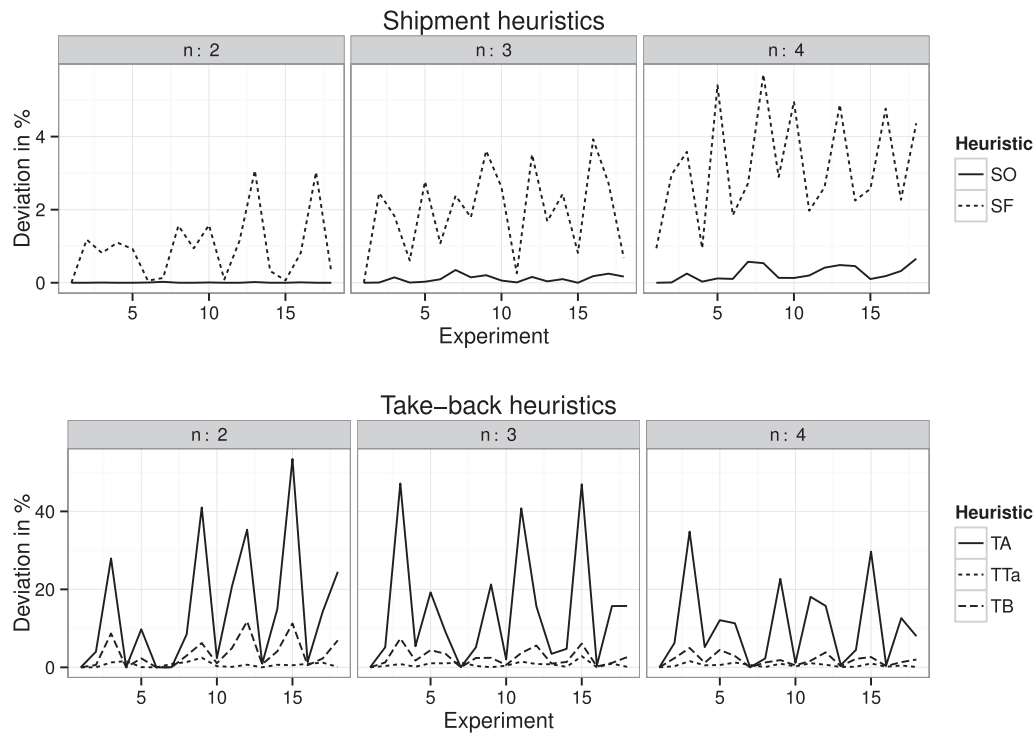 Shipment heuristics
n: 2 n: 3 n: 4
Deviation in %
4
2
0
5 10 15 5 10 15 5 10 15
Experiment
Heuristic
SO
SF
Take−back heuristics
n: 2 n: 3 n: 4
Deviation in %
40
20
0
5 10 15 5 10 15 5 10 15
Experiment
Heuristic
TA
TTa
TB